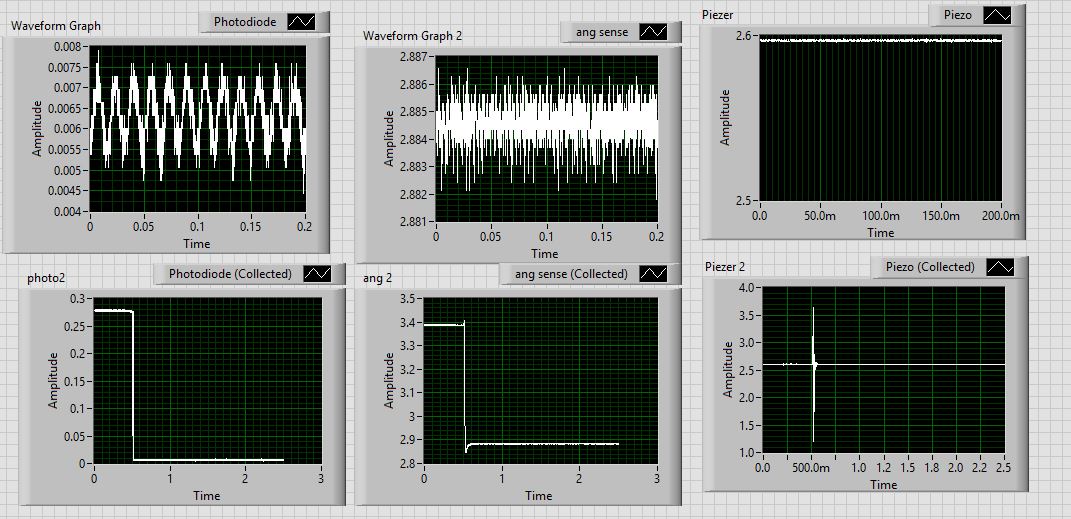 Waveform Graph
Photodiode
Amplitude
0.008
0.0075
0.007
0.0065
0.006
0.0055
0.005
0.0045
0.004
0 0.05 0.1 0.15 0.2
Time
Waveform Graph 2
ang sense
Amplitude
2.887
2.886
2.885
2.884
2.883
2.882
2.881
0 0.05 0.1 0.15 0.2
Time
Piezer
Piezo
Amplitude
2.6
2.5
0.0 50.0m 100.0m 150.0m 200.0m
Time
photo2
Photodiode (Collected)
Amplitude
0.3
0.25
0.2
0.15
0.1
0.05
0
0 1 2 3
Time
ang 2
ang sense (Collected)
Amplitude
3.5
3.4
3.3
3.2
3.1
3
2.9
2.8
0 1 2 3
Time
Piezer 2
Piezo (Collected)
Amplitude
4.0
3.5
3.0
2.5
2.0
1.5
1.0
0.0 500.0m 1.0 1.2 1.5 1.8 2.0 2.2 2.5
Time